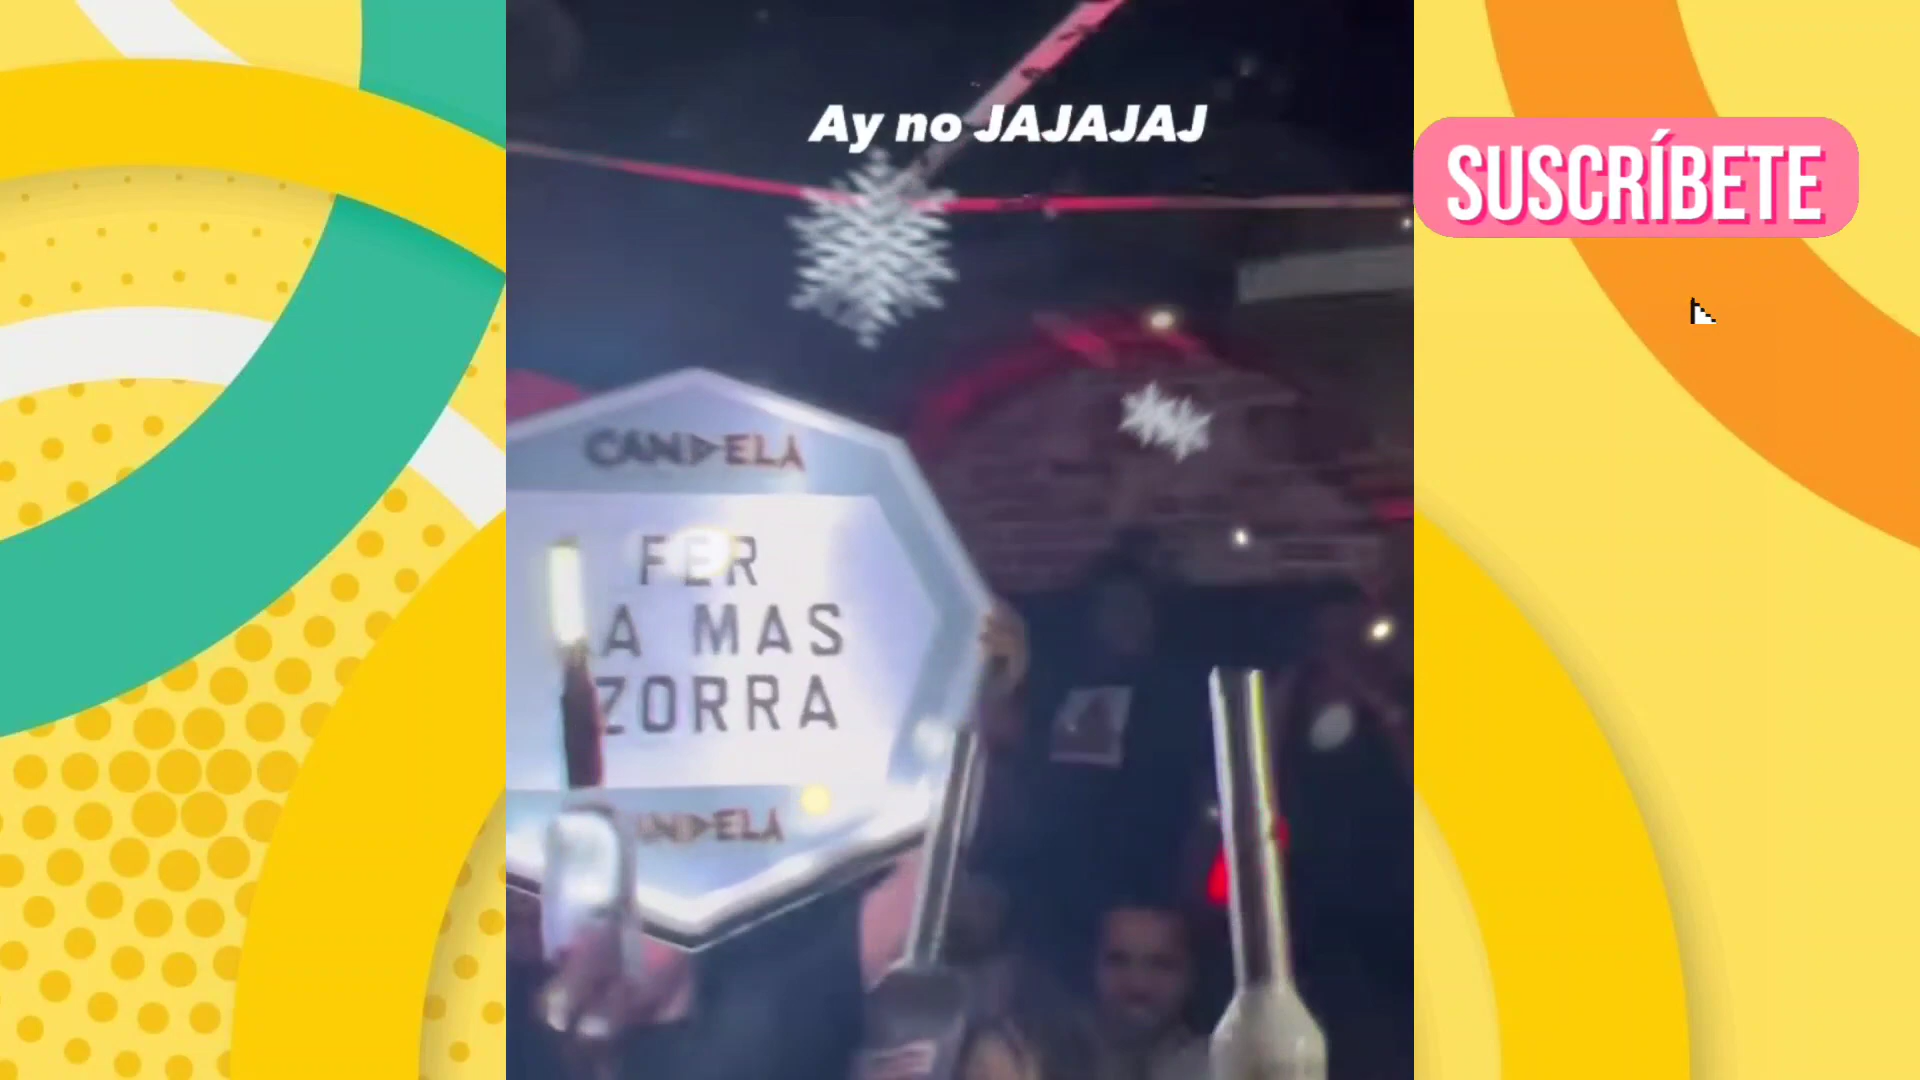 Ay no JAJAJAJ
SUSCRÍBETE
CANDELA
FER
A MAS
ZORRA
CANDELA